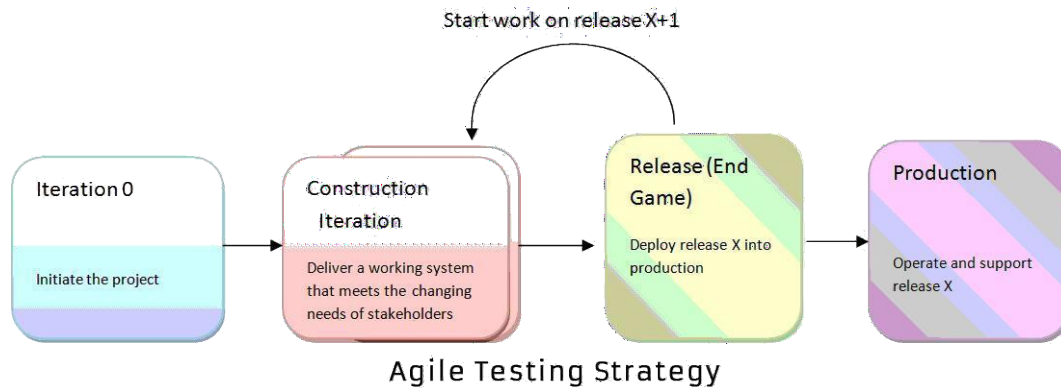 Start work on release X+1
Iteration 0
Initiate the project
Construction
Iteration
Deliver a working system
that meets the changing
needs of stakeholders
Release (End
Game)
Deploy release X into
production
Production
Operate and support
release X
Agile Testing Strategy